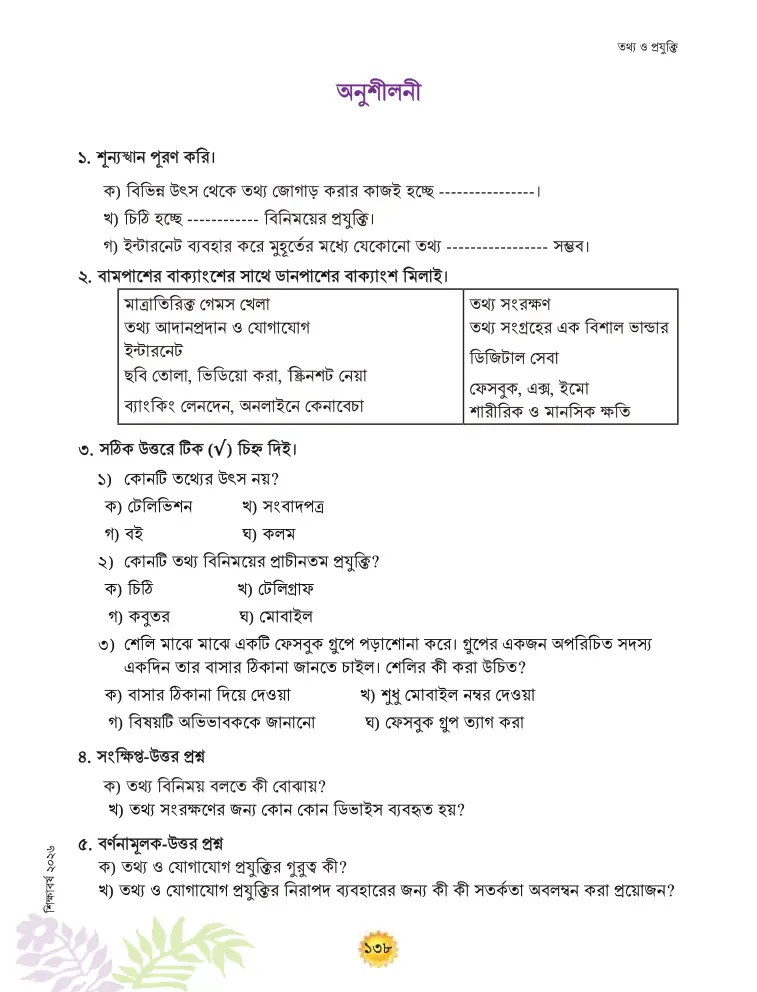 তথ্য ও প্রযুক্তি
অনুশীলনী
১. শূন্যস্থান পূরণ করি।
ক) বিভিন্ন উৎস থেকে তথ্য জোগাড় করার কাজই হচ্ছে ----------------।
খ) চিঠি হচ্ছে ------------ বিনিময়ের প্রযুক্তি।
গ) ইন্টারনেট ব্যবহার করে মুহূর্তের মধ্যে যেকোনো তথ্য ----------------- সম্ভব।
২. বামপাশের বাক্যাংশের সাথে ডানপাশের বাক্যাংশ মিলাই।
মাত্রাতিরিক্ত গেমস খেলা
তথ্য আদানপ্রদান ও যোগাযোগ
ইন্টারনেট
ছবি তোলা, ভিডিয়ো করা, স্ক্রিনশট নেয়া
ব্যাংকিং লেনদেন, অনলাইনে কেনাবেচা
তথ্য সংরক্ষণ
তথ্য সংগ্রহের এক বিশাল ভান্ডার
ডিজিটাল সেবা
ফেসবুক, এক্স, ইমো
শারীরিক ও মানসিক ক্ষতি
৩. সঠিক উত্তরে টিক (√) চিহ্ন দিই।
১) কোনটি তথ্যের উৎস নয়?
ক) টেলিভিশন খ) সংবাদপত্র
গ) বই ঘ) কলম
২) কোনটি তথ্য বিনিময়ের প্রাচীনতম প্রযুক্তি?
ক) চিঠি খ) টেলিগ্রাফ
গ) কবুতর ঘ) মোবাইল
৩) শেলি মাঝে মাঝে একটি ফেসবুক গ্রুপে পড়াশোনা করে। গ্রুপের একজন অপরিচিত সদস্য
একদিন তার বাসার ঠিকানা জানতে চাইল। শেলির কী করা উচিত?
ক) বাসার ঠিকানা দিয়ে দেওয়া খ) শুধু মোবাইল নম্বর দেওয়া
গ) বিষয়টি অভিভাবককে জানানো ঘ) ফেসবুক গ্রুপ ত্যাগ করা
৪. সংক্ষিপ্ত-উত্তর প্রশ্ন
ক) তথ্য বিনিময় বলতে কী বোঝায়?
খ) তথ্য সংরক্ষণের জন্য কোন কোন ডিভাইস ব্যবহৃত হয়?
৫. বর্ণনামূলক-উত্তর প্রশ্ন
ক) তথ্য ও যোগাযোগ প্রযুক্তির গুরুত্ব কী?
খ) তথ্য ও যোগাযোগ প্রযুক্তির নিরাপদ ব্যবহারের জন্য কী কী সতর্কতা অবলম্বন করা প্রয়োজন?
শিক্ষাবর্ষ ২০২৬
১৩৮